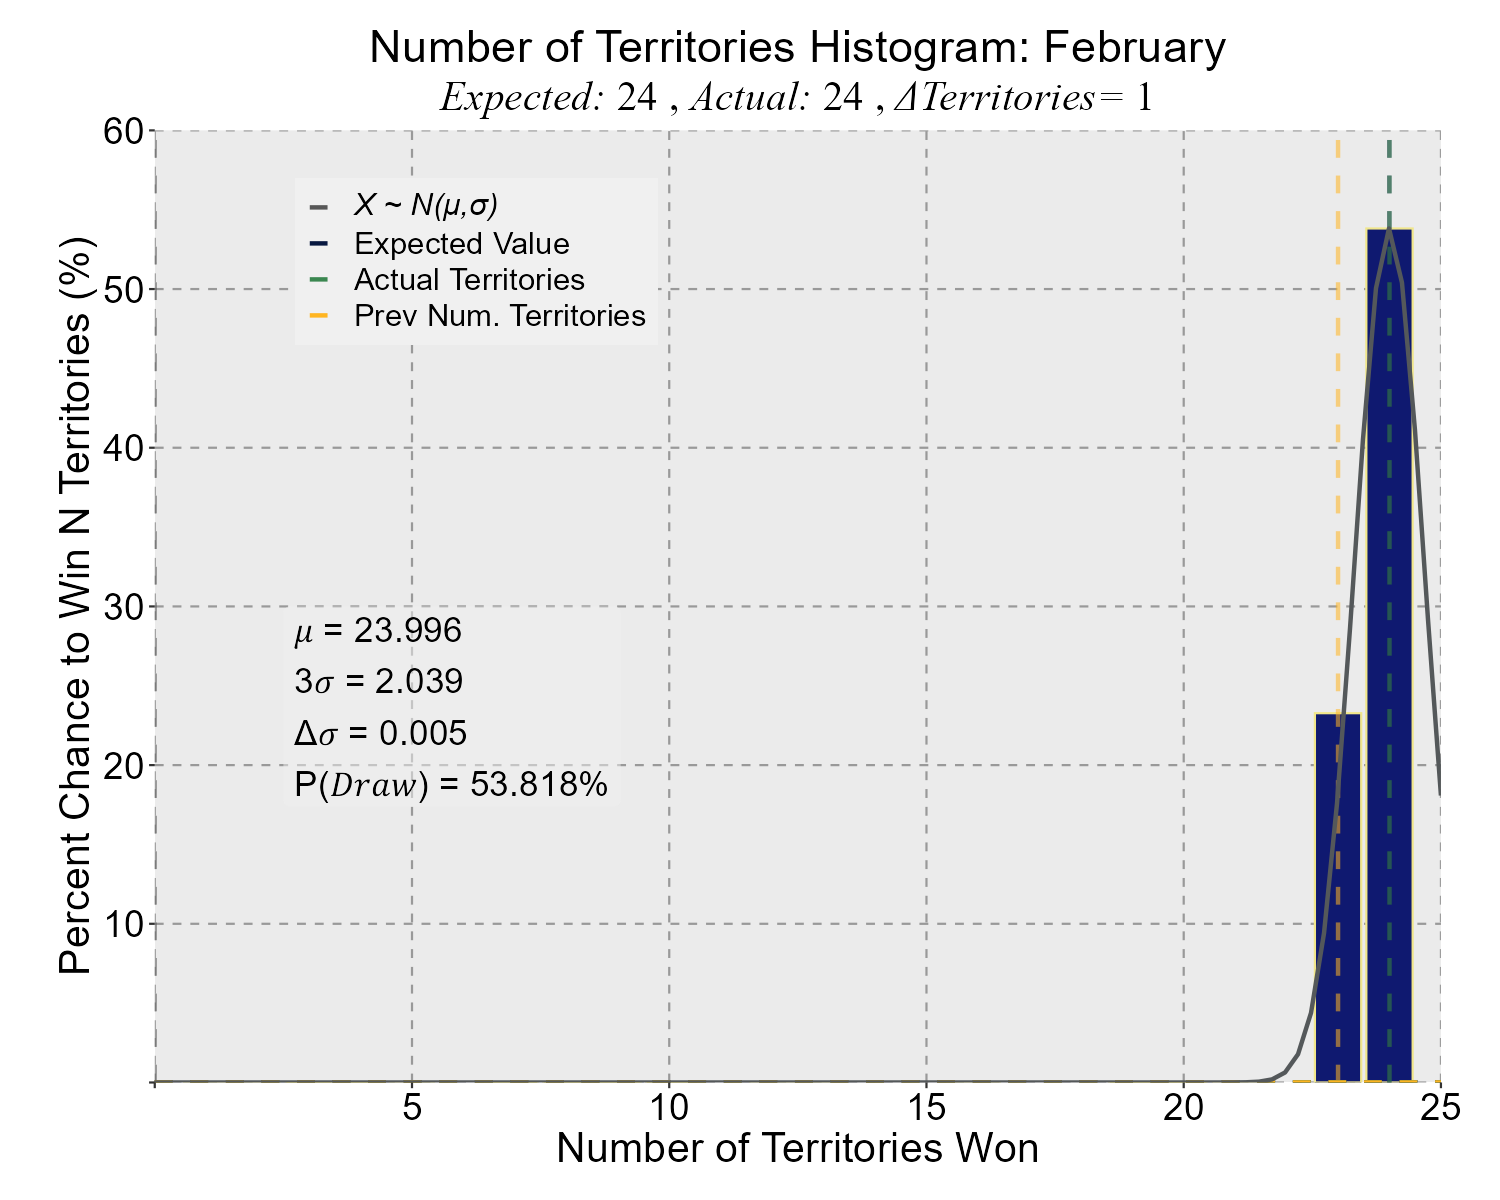 Number of Territories Histogram: February
Expected: 24 , Actual: 24 , ΔTerritories= 1
Percent Chance to Win N Territories (%)
60
50
40
30
20
10
X ~ N(μ,σ)
Expected Value
Actual Territories
Prev Num. Territories
μ = 23.996
3σ = 2.039
Δσ = 0.005
P(Draw) = 53.818%
5 10 15 20 25
Number of Territories Won